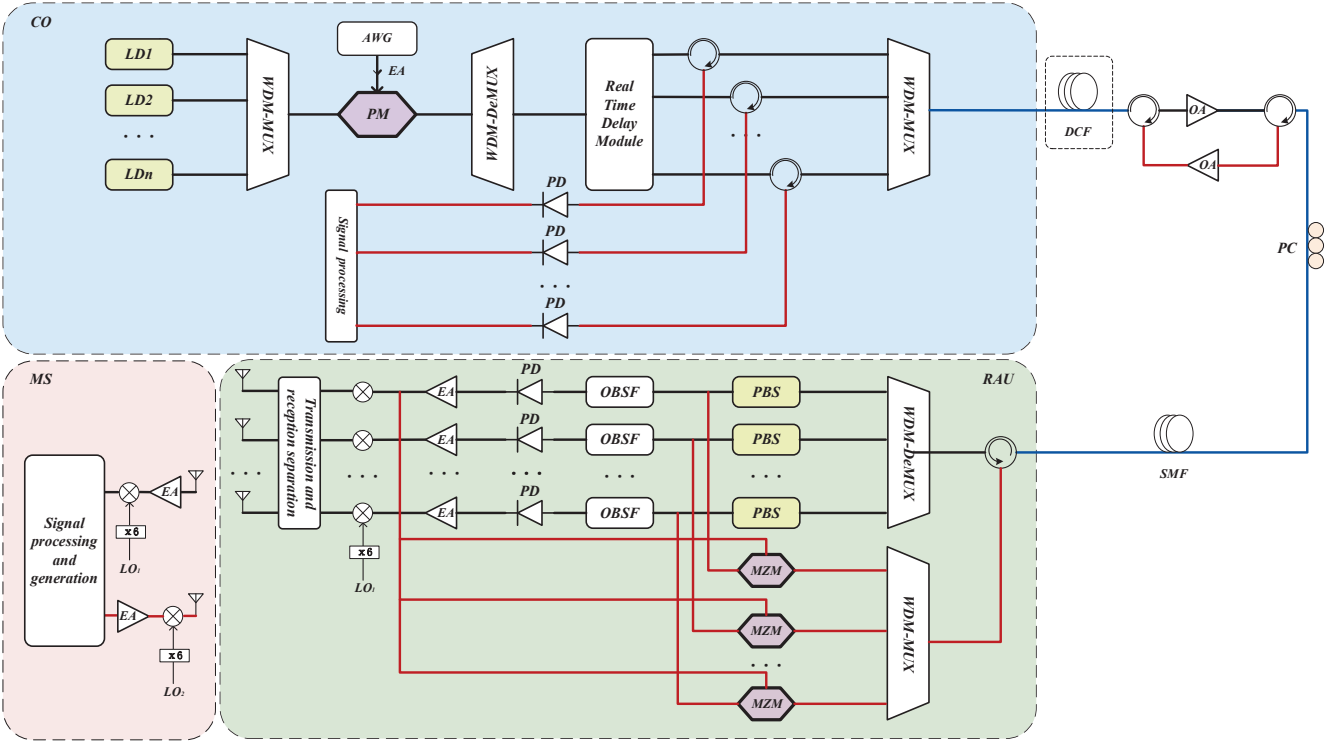 CO
LD1
LD2
. . .
LDn
WDM-MUX
AWG
EA
PM
WDM-DeMUX
Real
Time
Delay
Module
. . .
WDM-MUX
DCF
OA
OA
PC
SMF
Signal processing
PD
PD
. . .
PD
MS
Signal
processing
and
generation
EA
x6
LO₁
EA
x6
LO₂
RAU
. . .
Transmission and
reception separation
. . .
x6
LO₁
EA
EA
. . .
EA
PD
PD
. . .
PD
OBSF
OBSF
. . .
OBSF
PBS
PBS
. . .
PBS
WDM-DeMUX
MZM
MZM
. . .
MZM
WDM-MUX